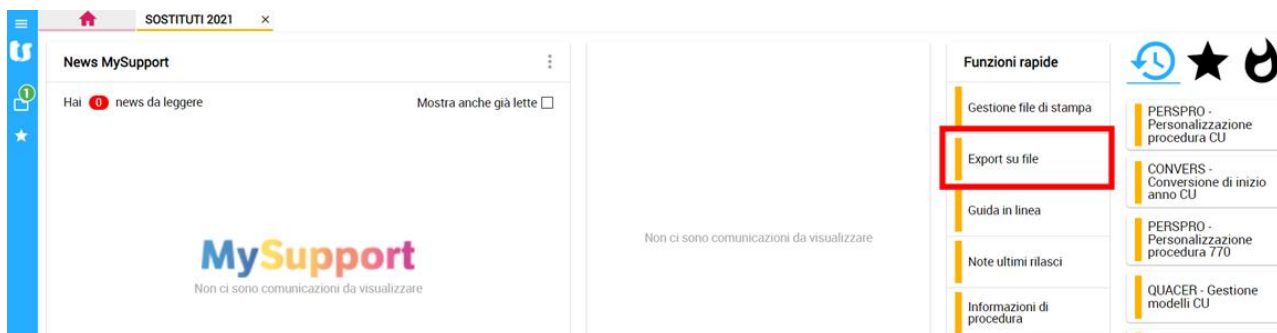 SOSTITUTI 2021 ×
ts
1
News MySupport
Hai 0 news da leggere
Mostra anche già lette
MySupport
Non ci sono comunicazioni da visualizzare
Non ci sono comunicazioni da visualizzare
Funzioni rapide
Gestione file di stampa
Export su file
Guida in linea
Note ultimi rilasci
Informazioni di
procedura
PERSPRO -
Personalizzazione
procedura CU
CONVERS -
Conversione di inizio
anno CU
PERSPRO -
Personalizzazione
procedura 770
QUACER - Gestione
modelli CU